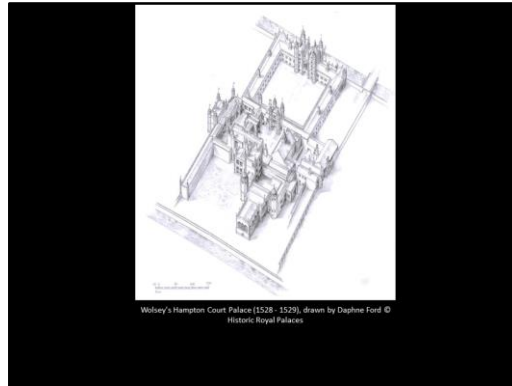 Wolsey's Hampton Court Palace (1528 - 1529), drawn by Daphne Ford ©
Historic Royal Palaces